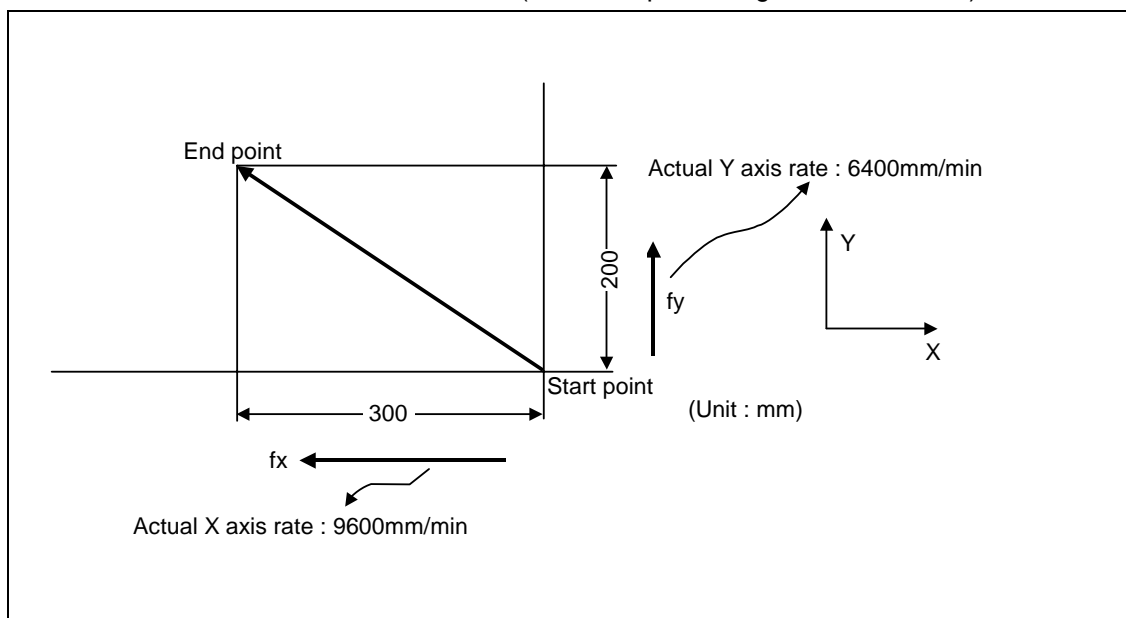 End point
Actual Y axis rate : 6400mm/min
Y
200
fy
X
Start point
300
(Unit : mm)
fx
Actual X axis rate : 9600mm/min